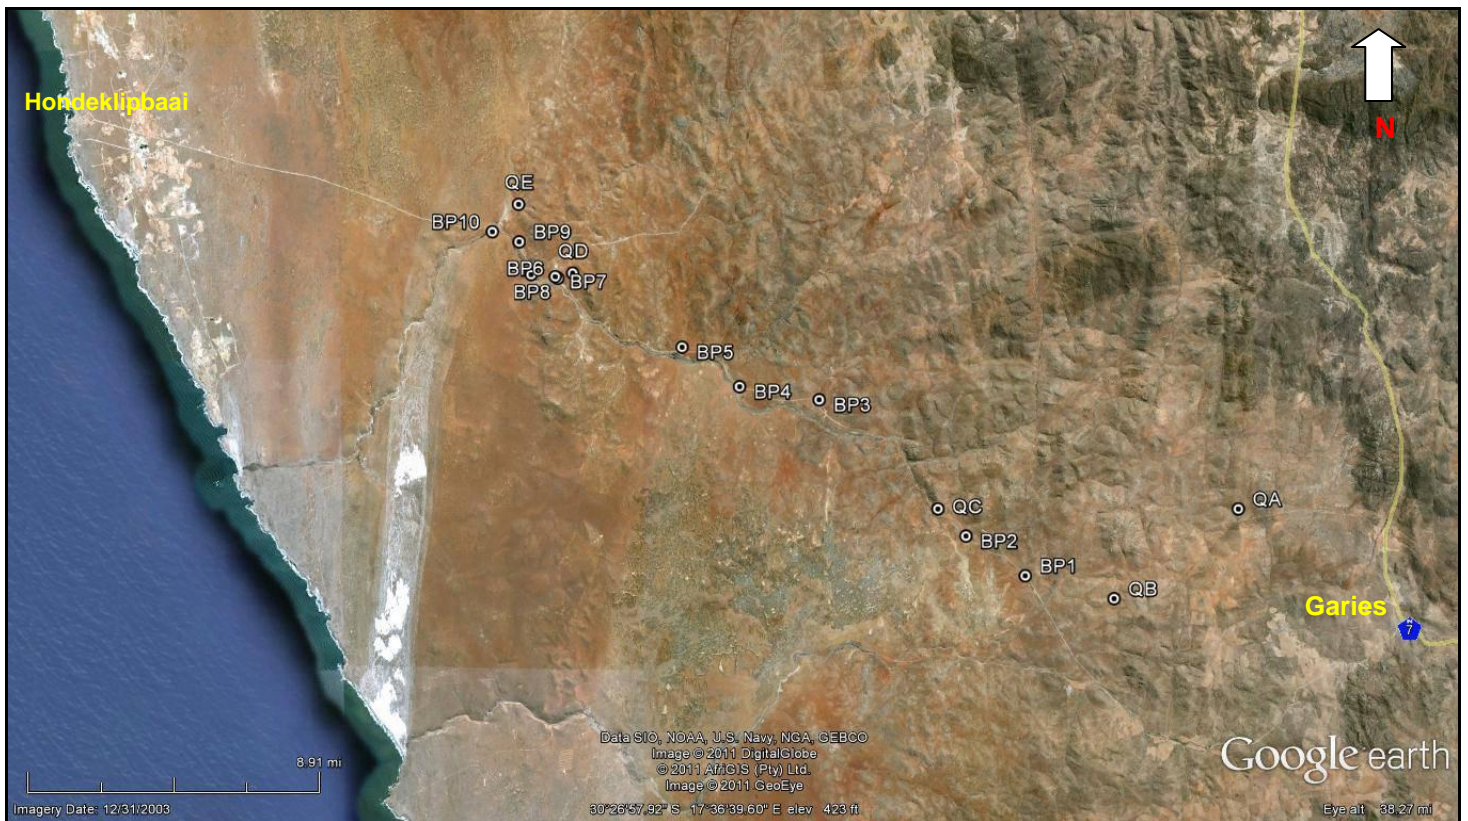 Hondeklipbaai
N
QE
BP10
BP9
QD
BP6
BP7
BP8
BP5
BP4
BP3
QC
QA
BP2
BP1
QB
Garies
7
Data SIO, NOAA, U.S. Navy, NGA, GEBCO
Image © 2011 DigitalGlobe
© 2011 AfriGIS (Pty) Ltd.
Image © 2011 GeoEye
Google earth
8.91 mi
Imagery Date: 12/31/2003
30°26'57.92" S 17°36'39.60" E elev 423 ft
Eye alt 38.27 mi